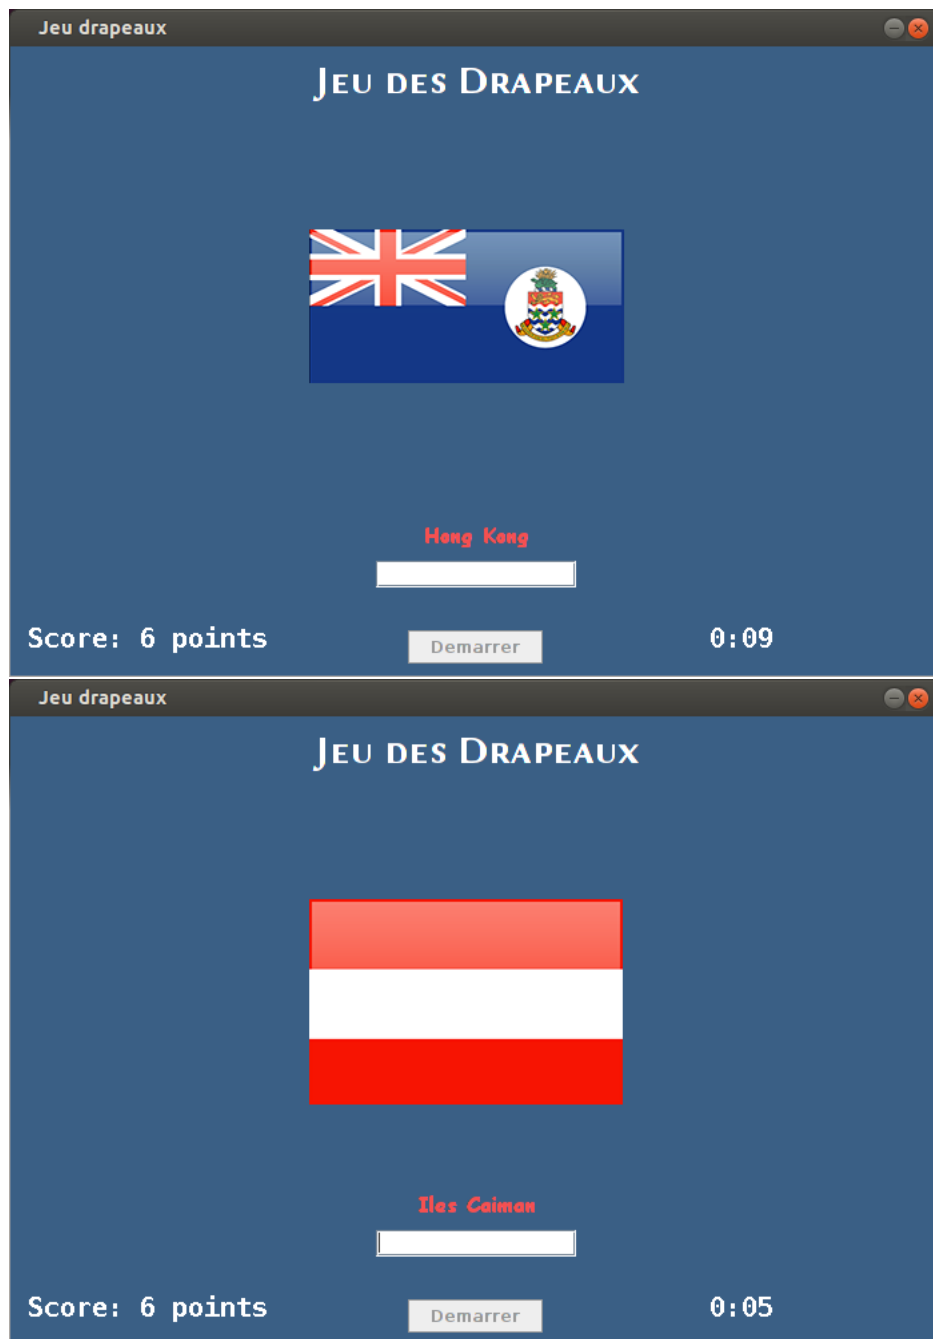 Jeu drapeaux
Jeu des Drapeaux
Hong Kong
Score: 6 points
Demarrer
0:09
Jeu drapeaux
Jeu des Drapeaux
Iles Caiman
Score: 6 points
Demarrer
0:05